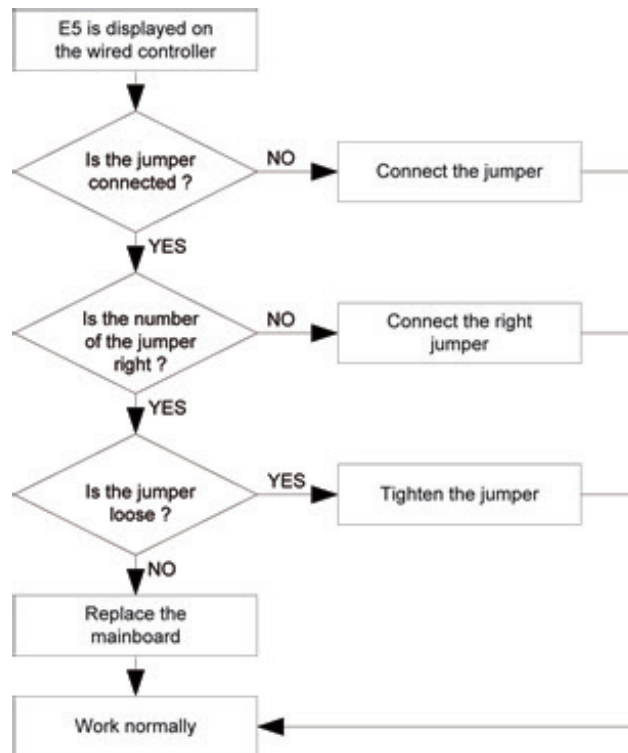 E5 is displayed on
the wired controller
Is the jumper
connected ?
NO
Connect the jumper
YES
Is the number
of the jumper
right ?
NO
Connect the right
jumper
YES
Is the jumper
loose ?
YES
Tighten the jumper
NO
Replace the
mainboard
Work normally